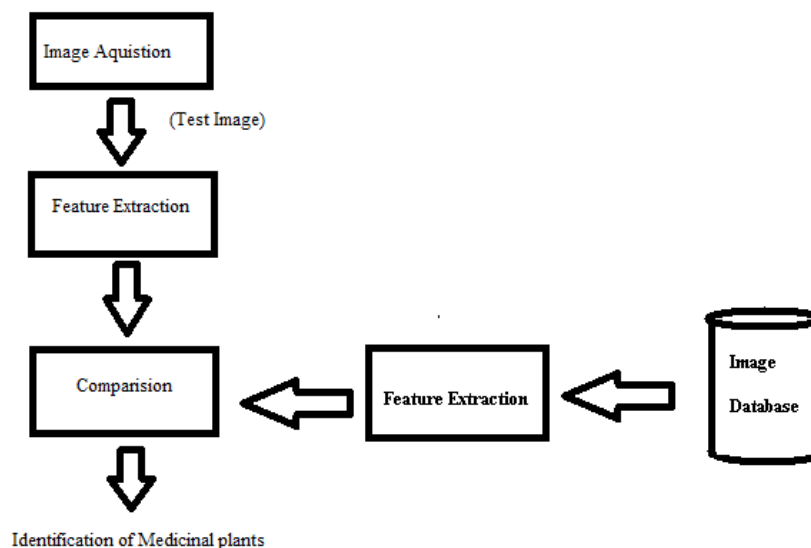 Image Aquistion
(Test Image)
Feature Extraction
Comparision
Feature Extraction
Image
Database
Identification of Medicinal plants